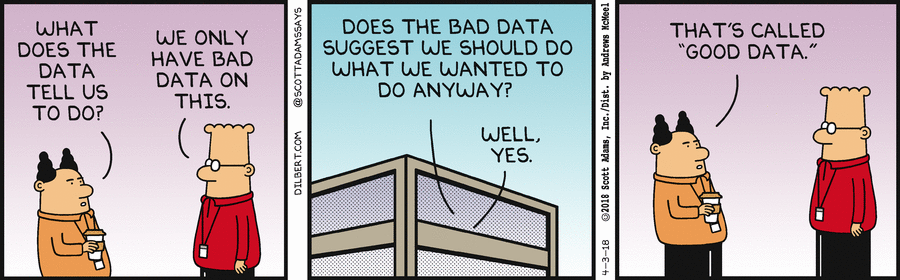 WHAT
DOES THE
DATA
TELL US
TO DO?
WE ONLY
HAVE BAD
DATA ON
THIS.
DILBERT.COM
@SCOTTADAMSSAYS
DOES THE BAD DATA
SUGGEST WE SHOULD DO
WHAT WE WANTED TO
DO ANYWAY?
WELL,
YES.
4-3-18 ©2018 Scott Adams, Inc./Dist. by Andrews McMeel
THAT'S CALLED
"GOOD DATA."